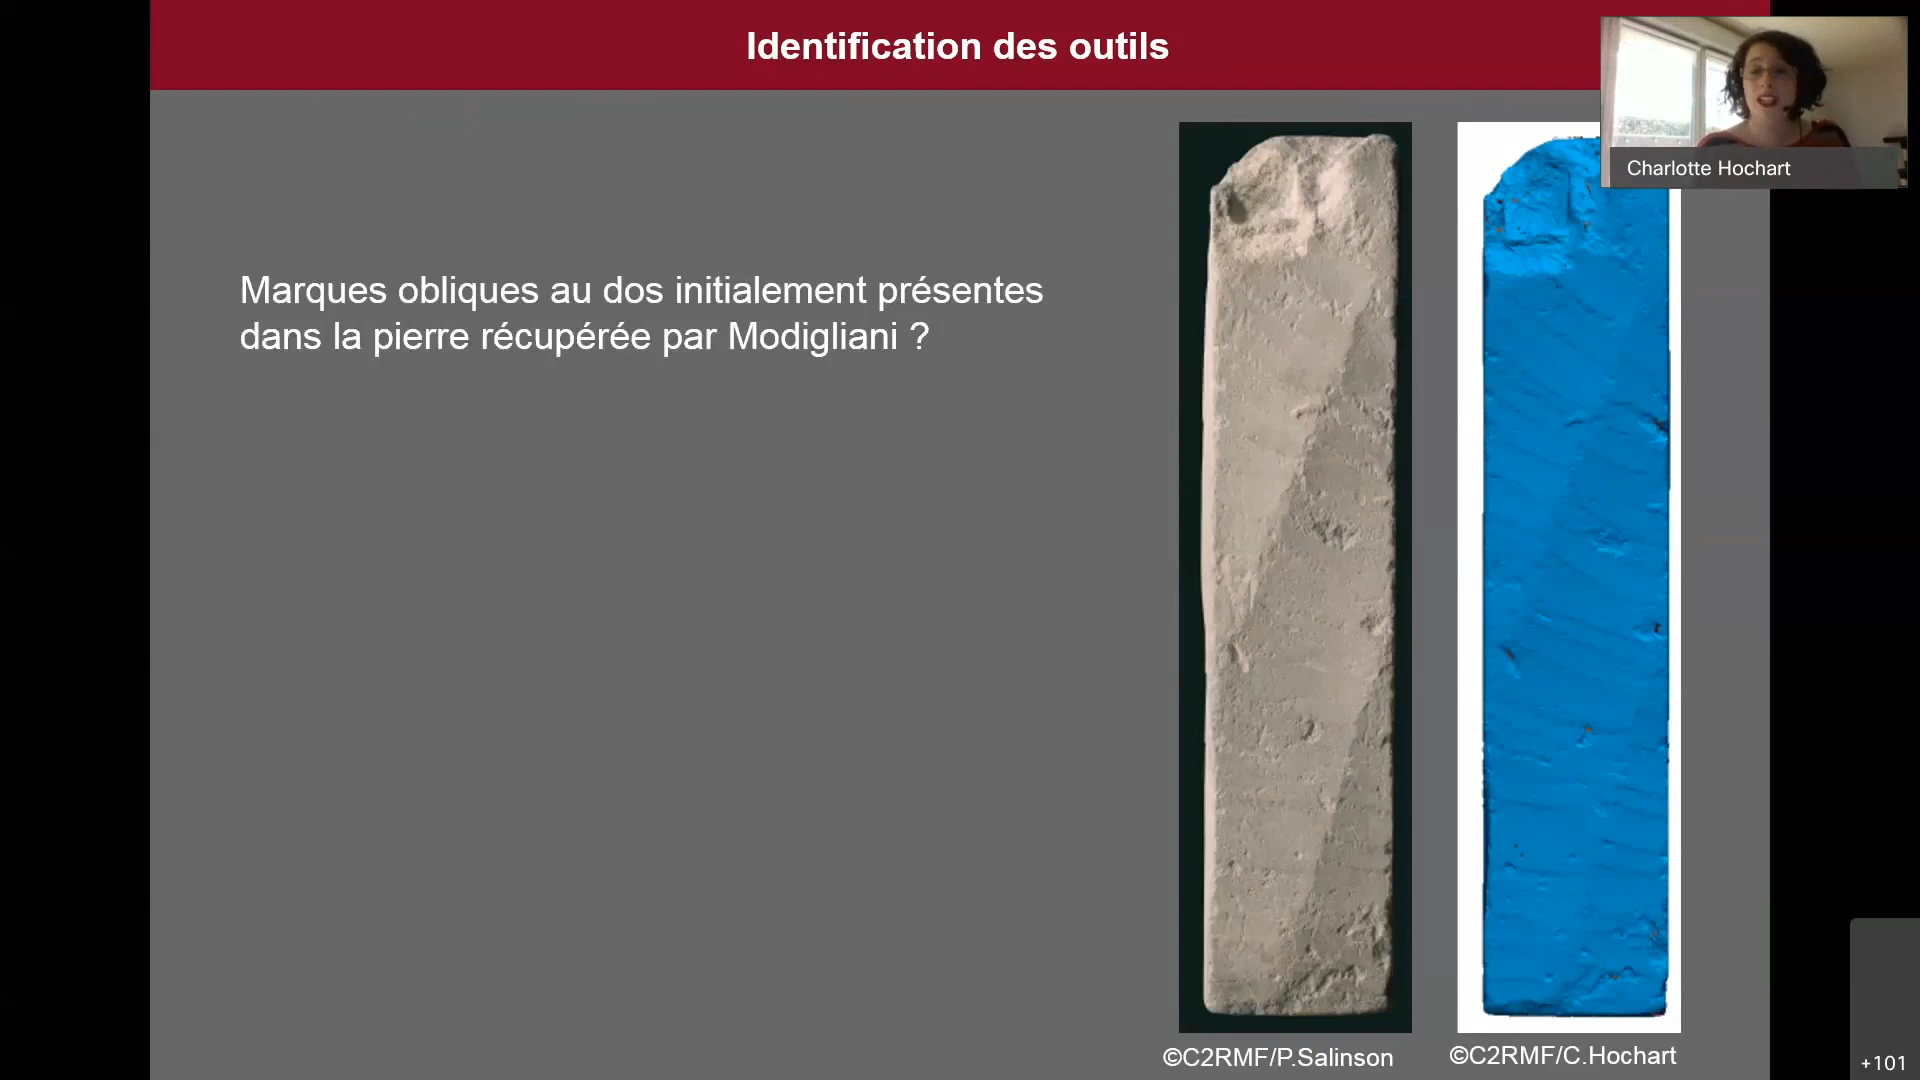 Identification des outils
Charlotte Hochart
Marques obliques au dos initialement présentes
dans la pierre récupérée par Modigliani ?
©C2RMF/P.Salinson
©C2RMF/C.Hochart
+101